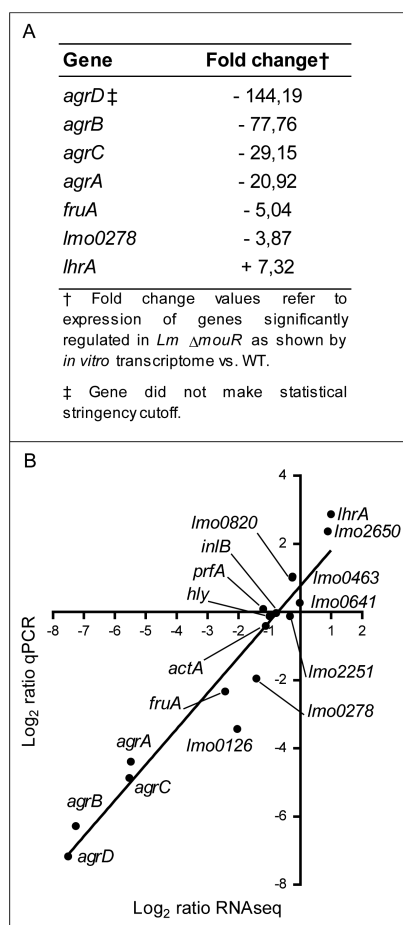 A
Gene Fold change†
agrD‡ - 144,19
agrB - 77,76
agrC - 29,15
agrA - 20,92
fruA - 5,04
lmo0278 - 3,87
lhrA + 7,32
† Fold change values refer to
expression of genes significantly
regulated in Lm ΔmouR as shown by
in vitro transcriptome vs. WT.
‡ Gene did not make statistical
stringency cutoff.
B
4
lhrA
lmo0820
2
lmo2650
inlB
lmo0463
prfA
lmo0641
hly
-8 -7 -6 -5 -4 -3 -2 -1 1 2
actA
lmo2251
-2
fruA
lmo0278
lmo0126
agrA
-4
agrC
agrB
-6
agrD
-8
Log2 ratio qPCR
Log2 ratio RNAseq